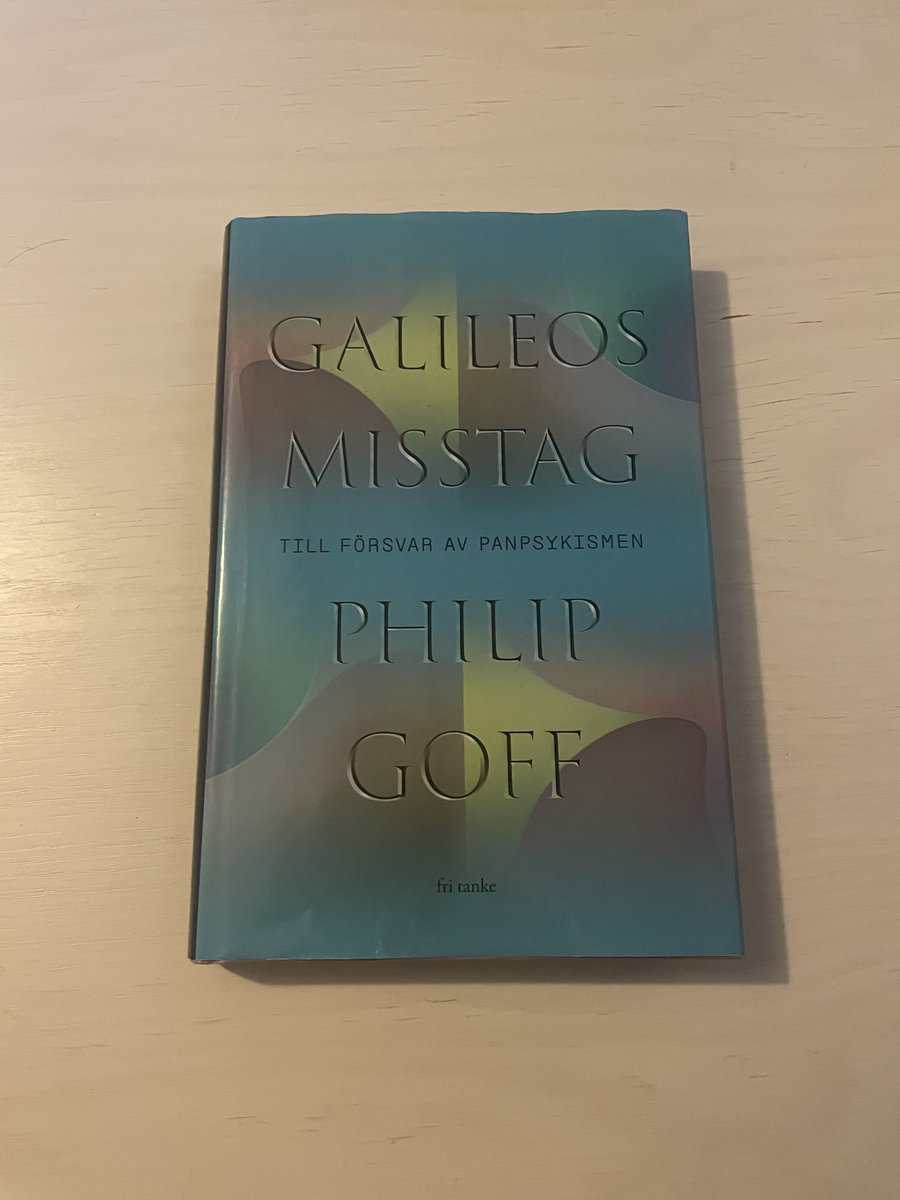 GALILEOS
MISSTAG
TILL FÖRSVAR AV PANPSYKISMEN
PHILIP
GOFF
fri tanke